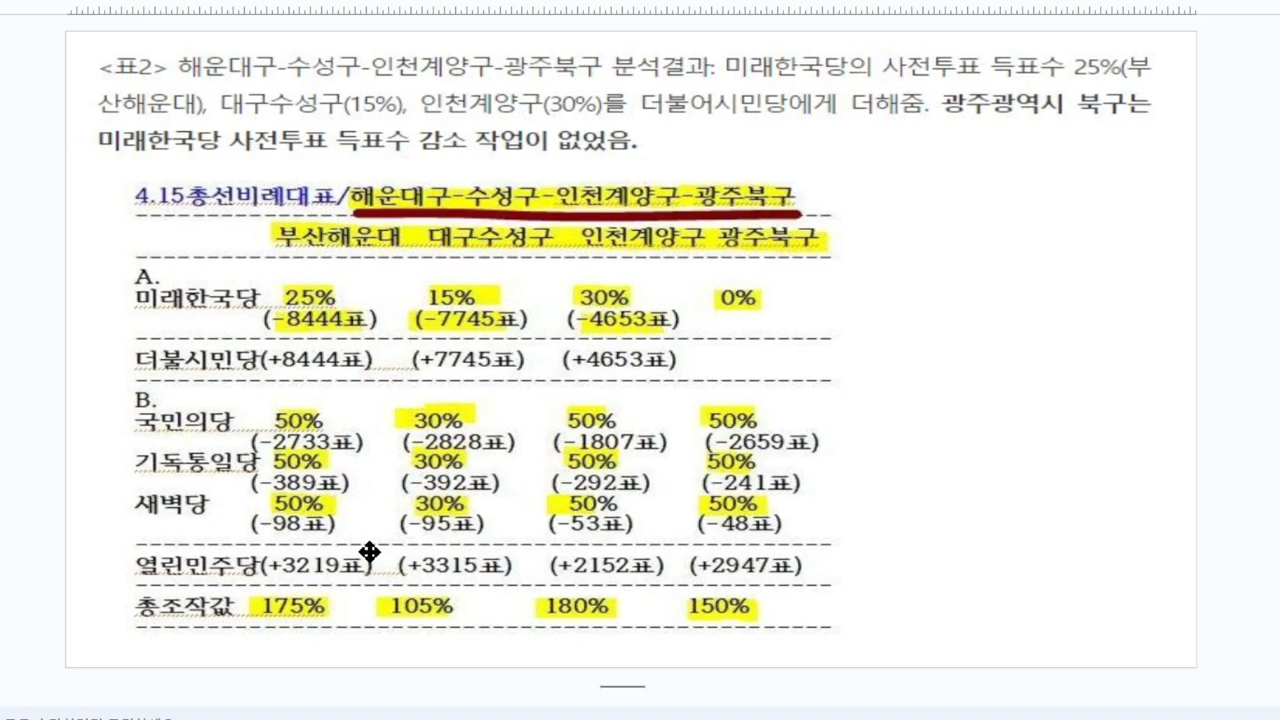 <표2> 해운대구-수성구-인천계양구-광주북구 분석결과: 미래한국당의 사전투표 득표수 25%(부
산해운대), 대구수성구(15%), 인천계양구(30%)를 더불어시민당에게 더해줌. 광주광역시 북구는
미래한국당 사전투표 득표수 감소 작업이 없었음.
4.15총선비례대표/해운대구-수성구-인천계양구-광주북구
부산해운대 대구수성구 인천계양구 광주북구
A.
미래한국당 25% 15% 30% 0%
(-8444표) (-7745표) (-4653표)
더불시민당(+8444표) (+7745표) (+4653표)
B.
국민의당 50% 30% 50% 50%
(-2733표) (-2828표) (-1807표) (-2659표)
기독통일당 50% 30% 50% 50%
(-389표) (-392표) (-292표) (-241표)
새벽당 50% 30% 50% 50%
(-98표) (-95표) (-53표) (-48표)
열린민주당(+3219표) (+3315표) (+2152표) (+2947표)
총조작값 175% 105% 180% 150%